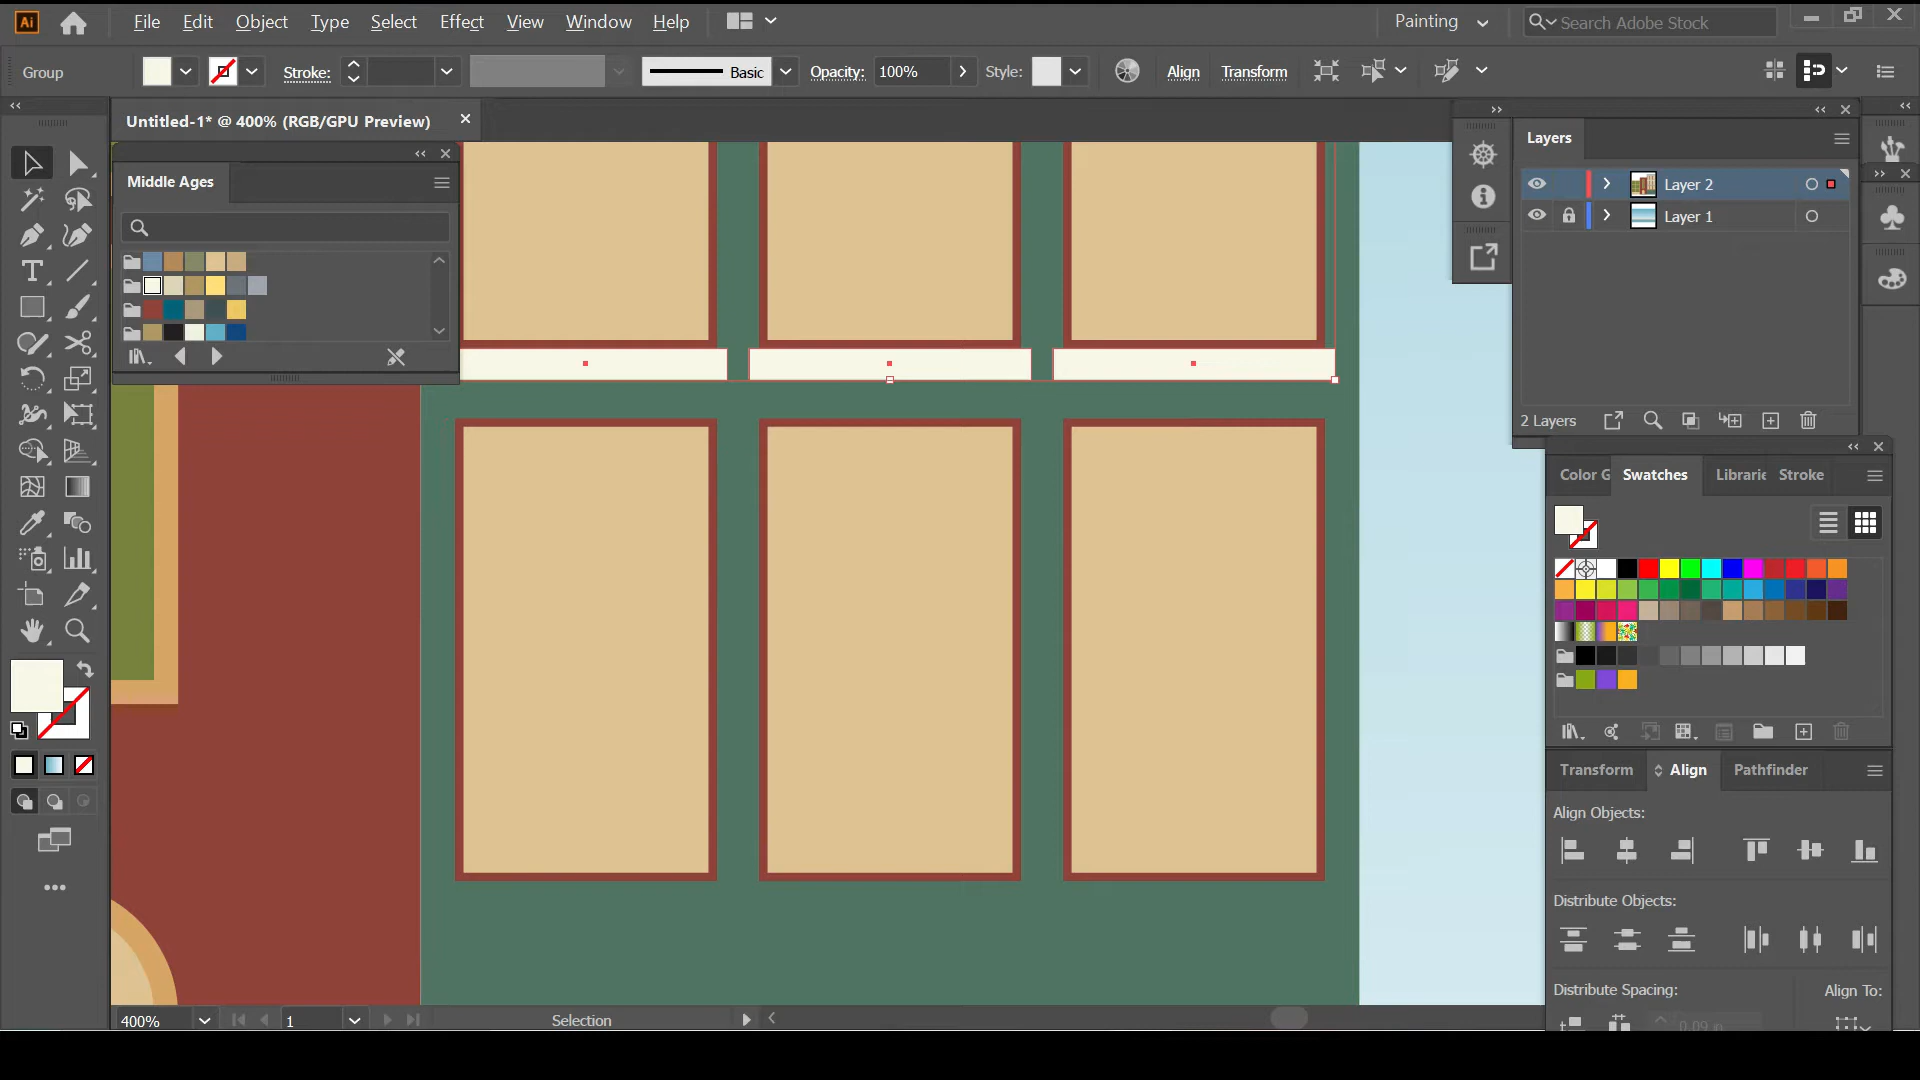 Ai
File Edit Object Type Select Effect View Window Help
Painting
Search Adobe Stock
Group
Stroke:
Basic
Opacity:
100%
Style:
Align
Transform
Untitled-1* @ 400% (RGB/GPU Preview)
Middle Ages
Layers
Layer 2
Layer 1
2 Layers
Color G
Swatches
Librarie
Stroke
Transform
Align
Pathfinder
Align Objects:
Distribute Objects:
Distribute Spacing:
Align To:
0.09 p
400%
1
Selection